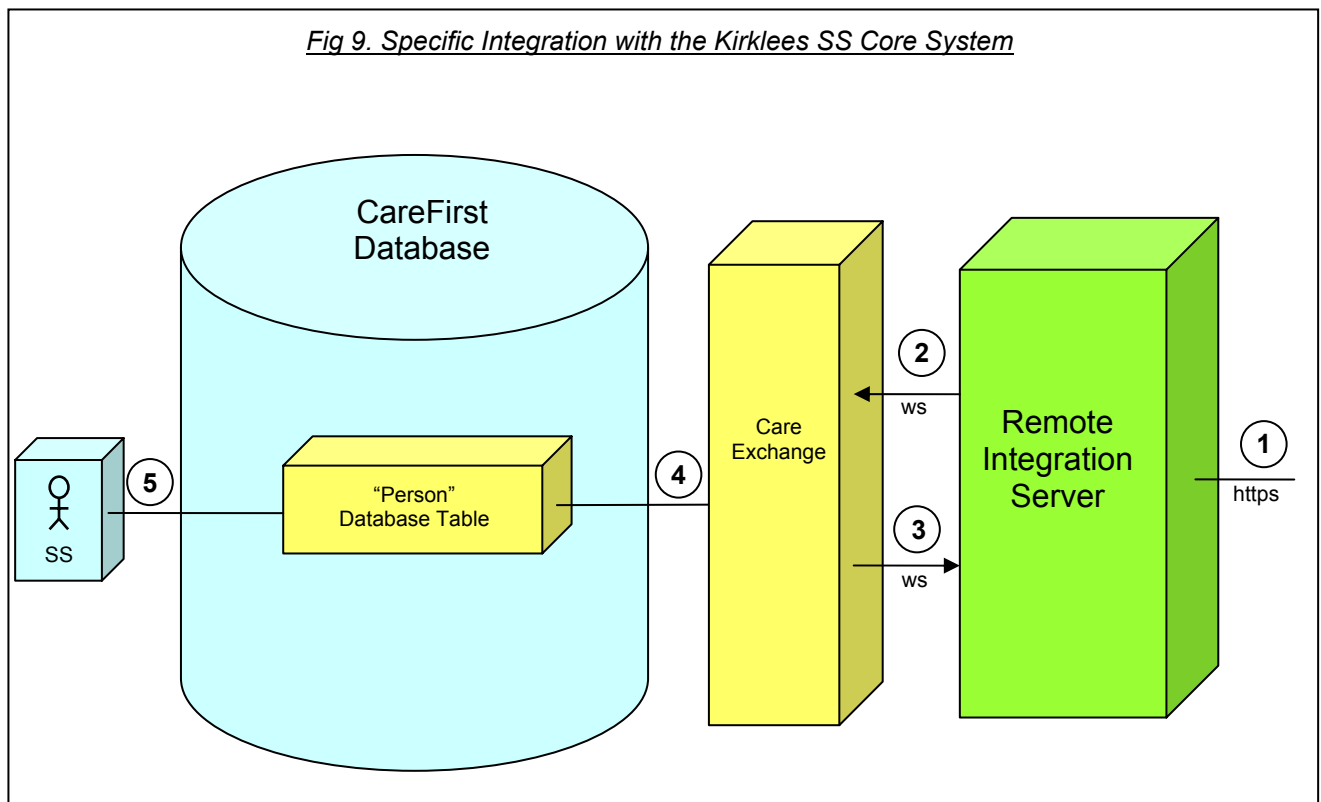 Fig 9. Specific Integration with the Kirklees SS Core System
CareFirst
Database
2
ws
Care
Exchange
Remote
Integration
Server
1
https
5
"Person"
Database Table
4
3
ws
SS